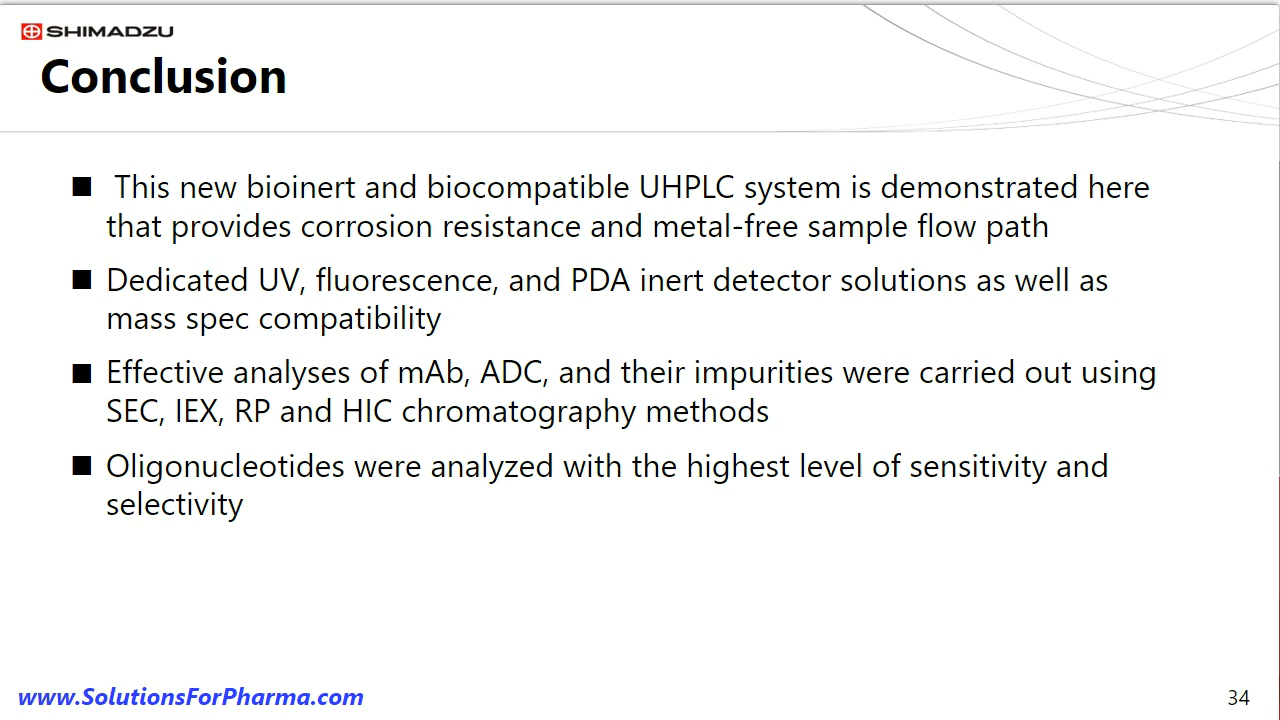 SHIMADZU
Conclusion
■ This new bioinert and biocompatible UHPLC system is demonstrated here
that provides corrosion resistance and metal-free sample flow path
■ Dedicated UV, fluorescence, and PDA inert detector solutions as well as
mass spec compatibility
■ Effective analyses of mAb, ADC, and their impurities were carried out using
SEC, IEX, RP and HIC chromatography methods
■ Oligonucleotides were analyzed with the highest level of sensitivity and
selectivity
www.SolutionsForPharma.com
34